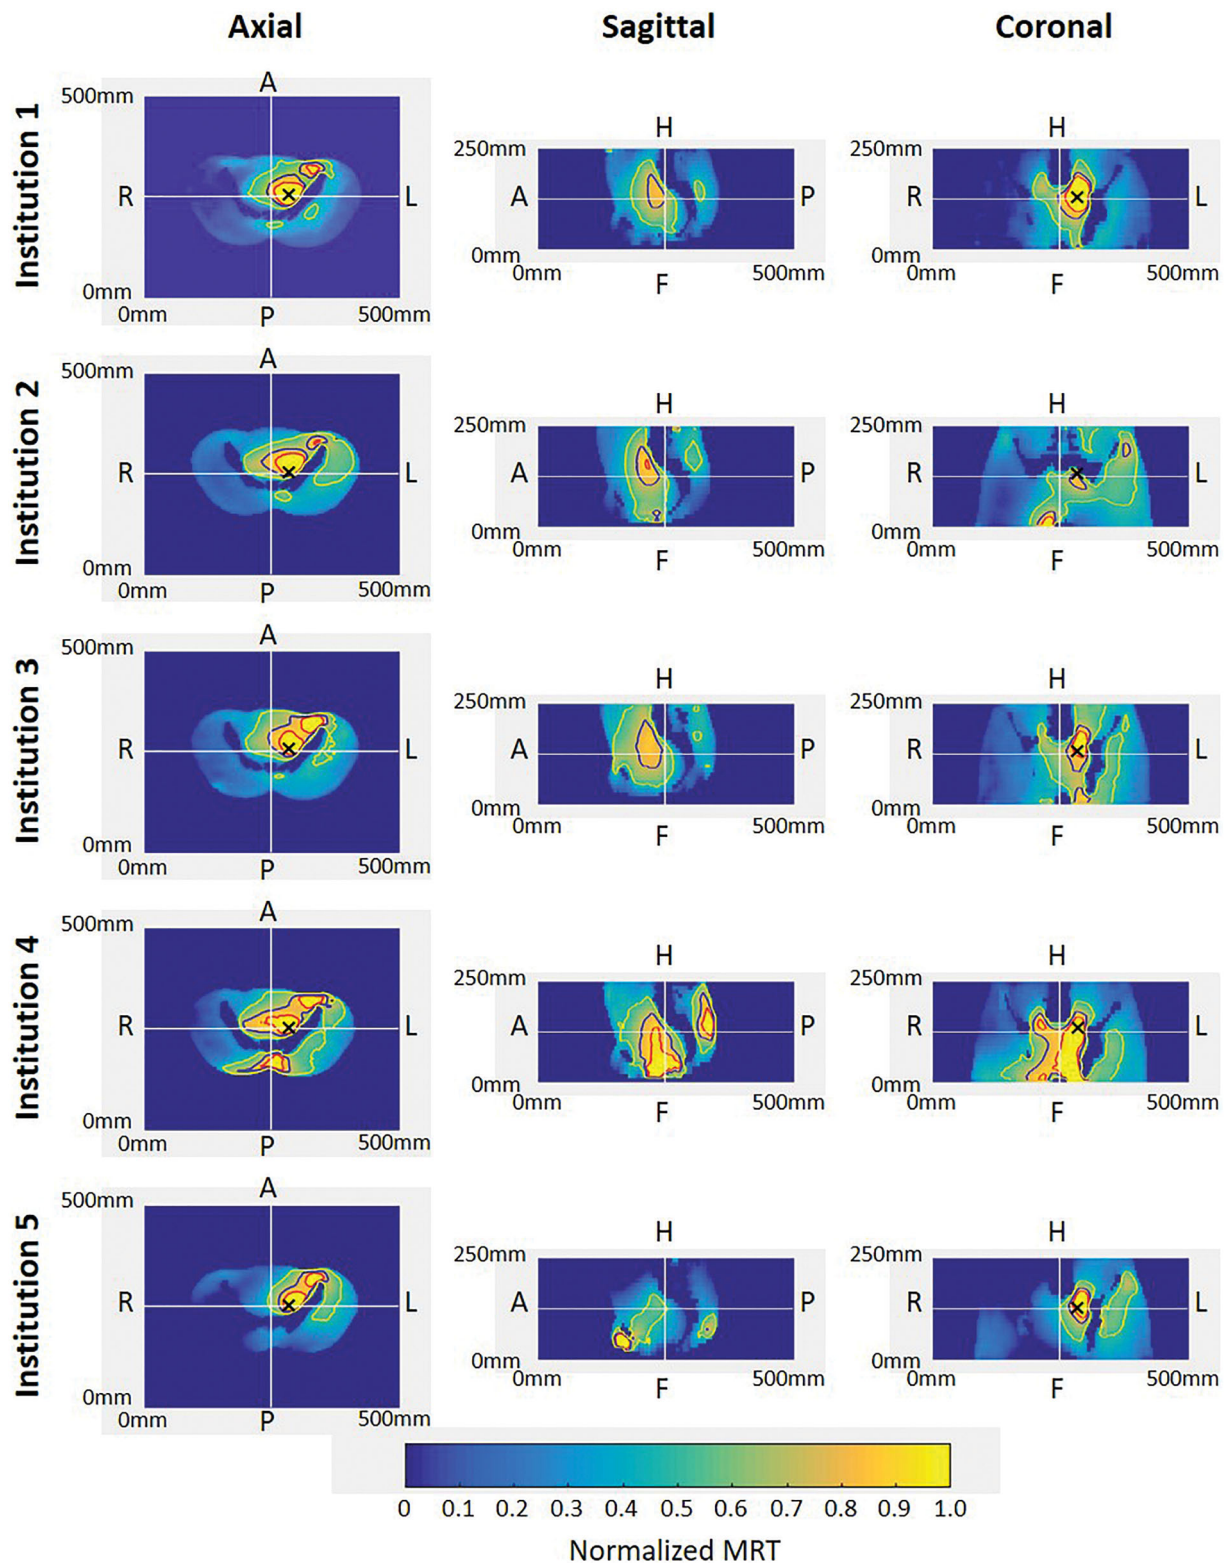 Axial Sagittal Coronal
Institution 1
A
500mm
R L
0mm
0mm P 500mm
H
250mm
A P
0mm
0mm F 500mm
H
250mm
R L
0mm
0mm F 500mm
Institution 2
A
500mm
R L
0mm
0mm P 500mm
H
250mm
A P
0mm
0mm F 500mm
H
250mm
R L
0mm
0mm F 500mm
Institution 3
A
500mm
R L
0mm
0mm P 500mm
H
250mm
A P
0mm
0mm F 500mm
H
250mm
R L
0mm
0mm F 500mm
Institution 4
A
500mm
R L
0mm
0mm P 500mm
H
250mm
A P
0mm
0mm F 500mm
H
250mm
R L
0mm
0mm F 500mm
Institution 5
A
500mm
R L
0mm
0mm P 500mm
H
250mm
A P
0mm
0mm F 500mm
H
250mm
R L
0mm
0mm F 500mm
0 0.1 0.2 0.3 0.4 0.5 0.6 0.7 0.8 0.9 1.0
Normalized MRT